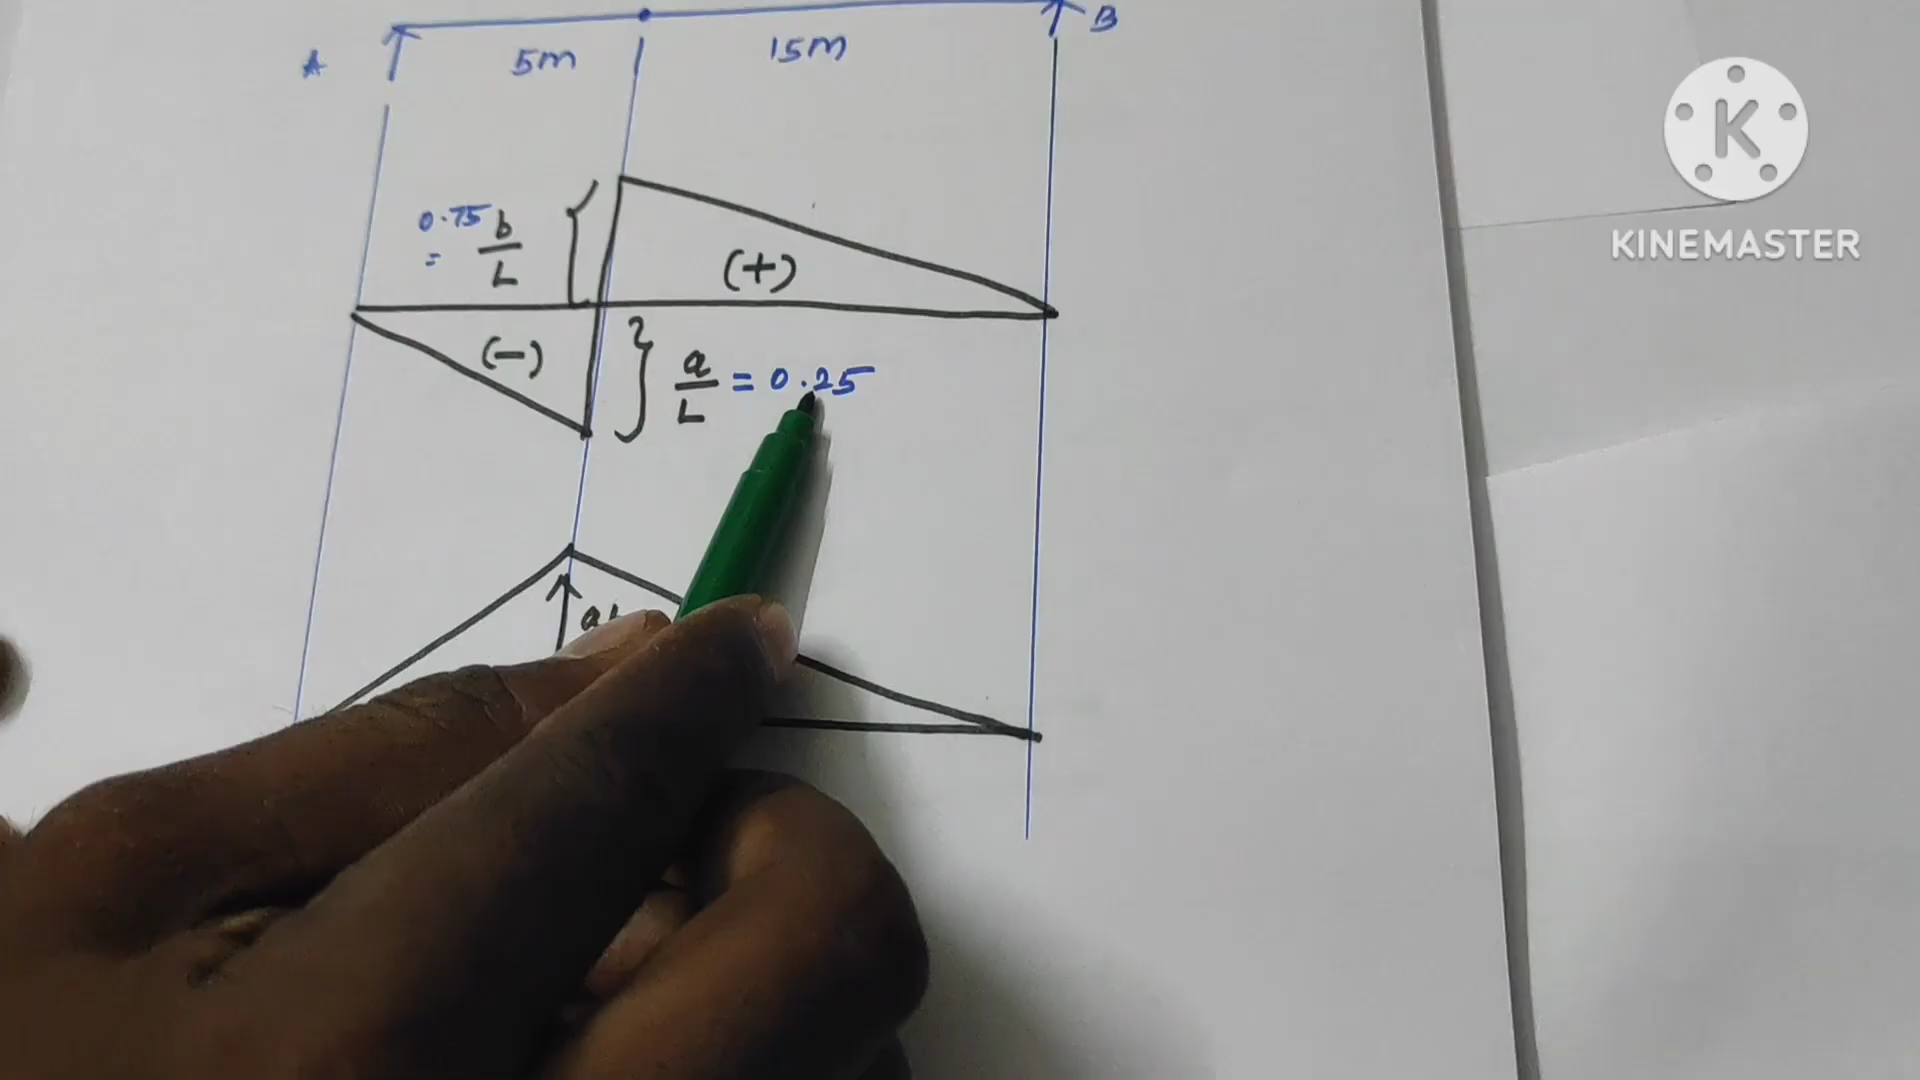 A 5m 15m B
0.75 b/L
=
(+)
(-)
a/L = 0.25
K
KINEMASTER